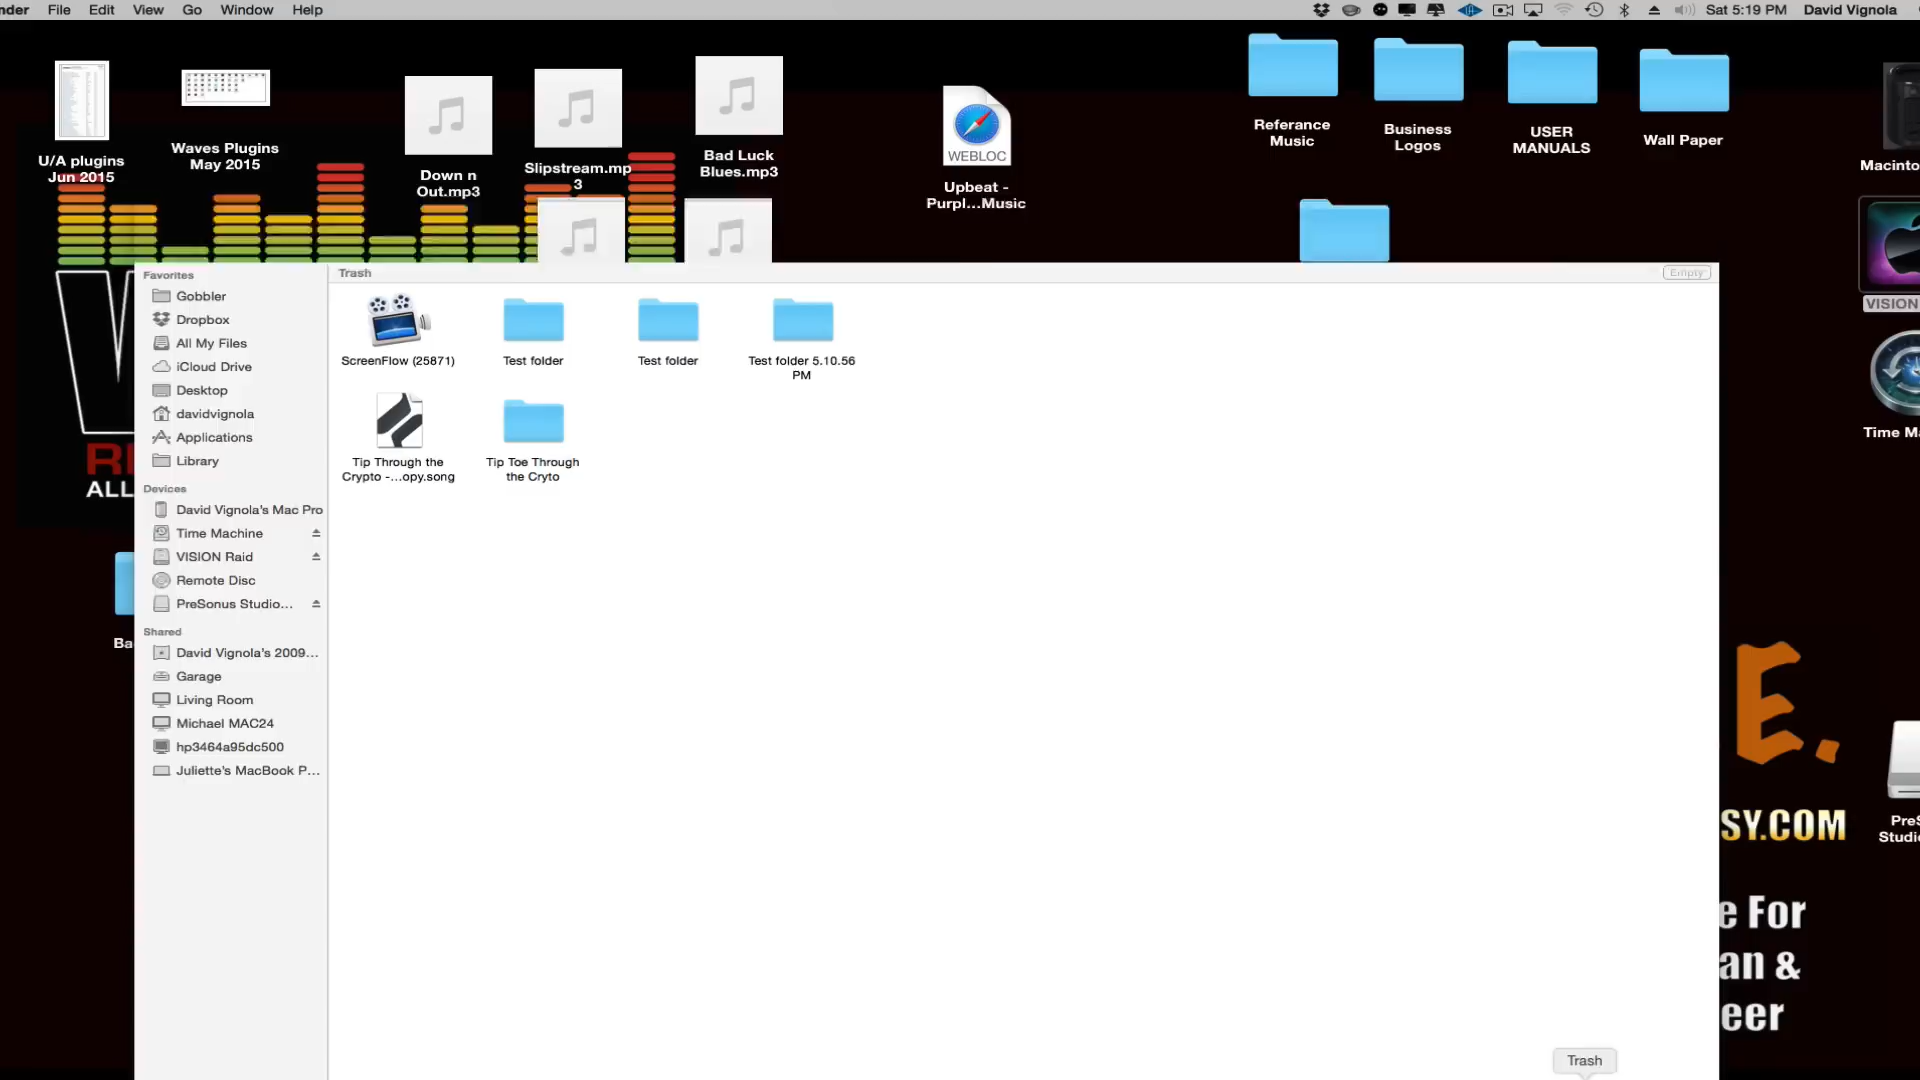 nder File Edit View Go Window Help Sat 5:19 PM David Vignola
U/A plugins
Jun 2015
Waves Plugins
May 2015
Down n
Out.mp3
Slipstream.mp
3
Bad Luck
Blues.mp3
WEBLOC
Upbeat -
Purpl...Music
Referance
Music
Business
Logos
USER
MANUALS
Wall Paper
Macinto
VISION
Time Ma
PreS
Studio
R
ALL
Ba
Favorites
Gobbler
Dropbox
All My Files
iCloud Drive
Desktop
davidvignola
Applications
Library
Devices
David Vignola's Mac Pro
Time Machine
VISION Raid
Remote Disc
PreSonus Studio...
Shared
David Vignola's 2009...
Garage
Living Room
Michael MAC24
hp3464a95dc500
Juliette's MacBook P...
Trash
Empty
ScreenFlow (25871)
Test folder
Test folder
Test folder 5.10.56
PM
Tip Through the
Crypto -...opy.song
Tip Toe Through
the Cryto
E.
SY.COM
e For
an &
eer
Trash